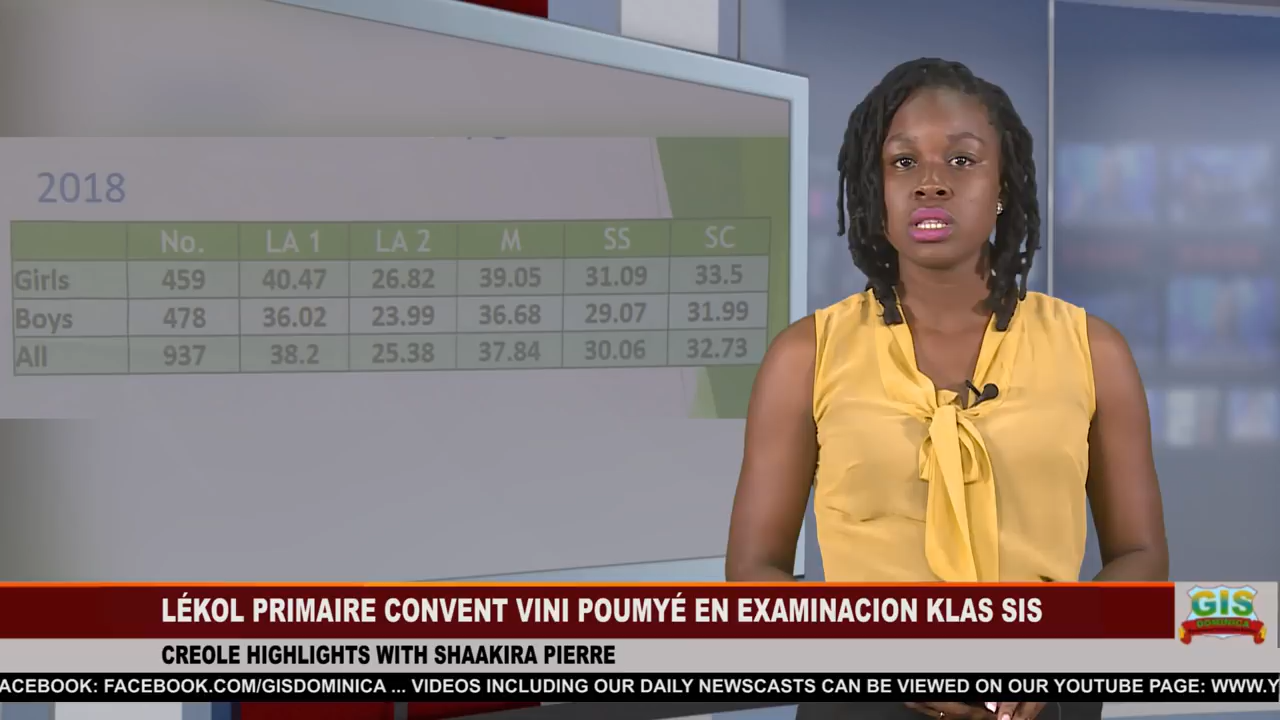 2018
No. LA 1 LA 2 M SS SC
Girls 459 40.47 26.82 39.05 31.09 33.5
Boys 478 36.02 23.99 36.68 29.07 31.99
All 937 38.2 25.38 37.84 30.06 32.73
LÉKOL PRIMAIRE CONVENT VINI POUMYÉ EN EXAMINACION KLAS SIS
GIS
DOMINICA
CREOLE HIGHLIGHTS WITH SHAAKIRA PIERRE
ACEBOOK: FACEBOOK.COM/GISDOMINICA ... VIDEOS INCLUDING OUR DAILY NEWSCASTS CAN BE VIEWED ON OUR YOUTUBE PAGE: WWW.Y